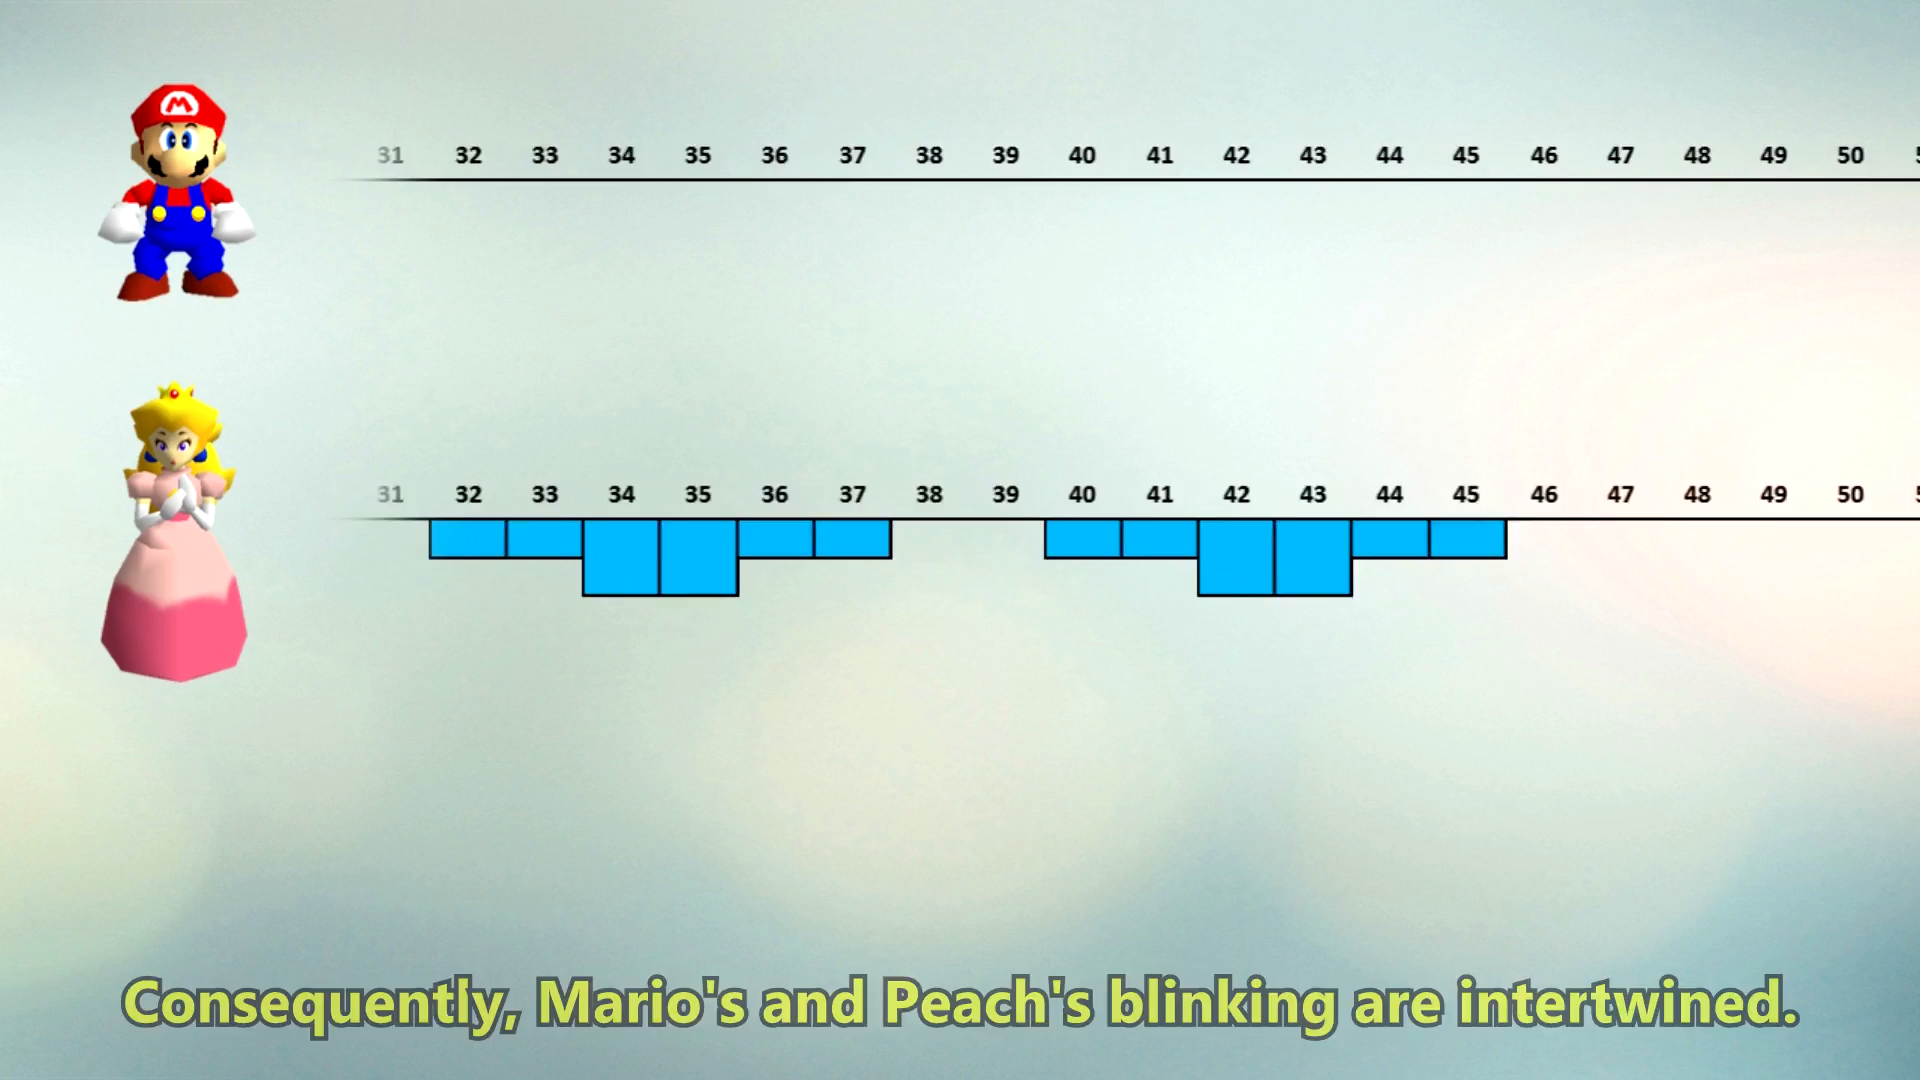 M
31 32 33 34 35 36 37 38 39 40 41 42 43 44 45 46 47 48 49 50
31 32 33 34 35 36 37 38 39 40 41 42 43 44 45 46 47 48 49 50
Consequently, Mario's and Peach's blinking are intertwined.